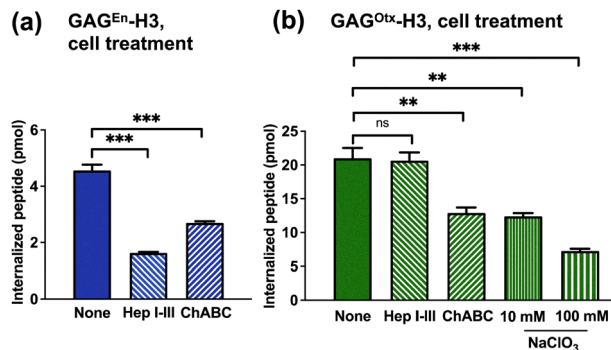 (a)
GAGEn-H3,
cell treatment
***
***
Internalized peptide (pmol)
6
4
2
0
None Hep I-III ChABC
(b)
GAGOtx-H3, cell treatment
***
**
**
ns
Internalized peptide (pmol)
25
20
15
10
5
0
None Hep I-III ChABC 10 mM 100 mM
NaClO3